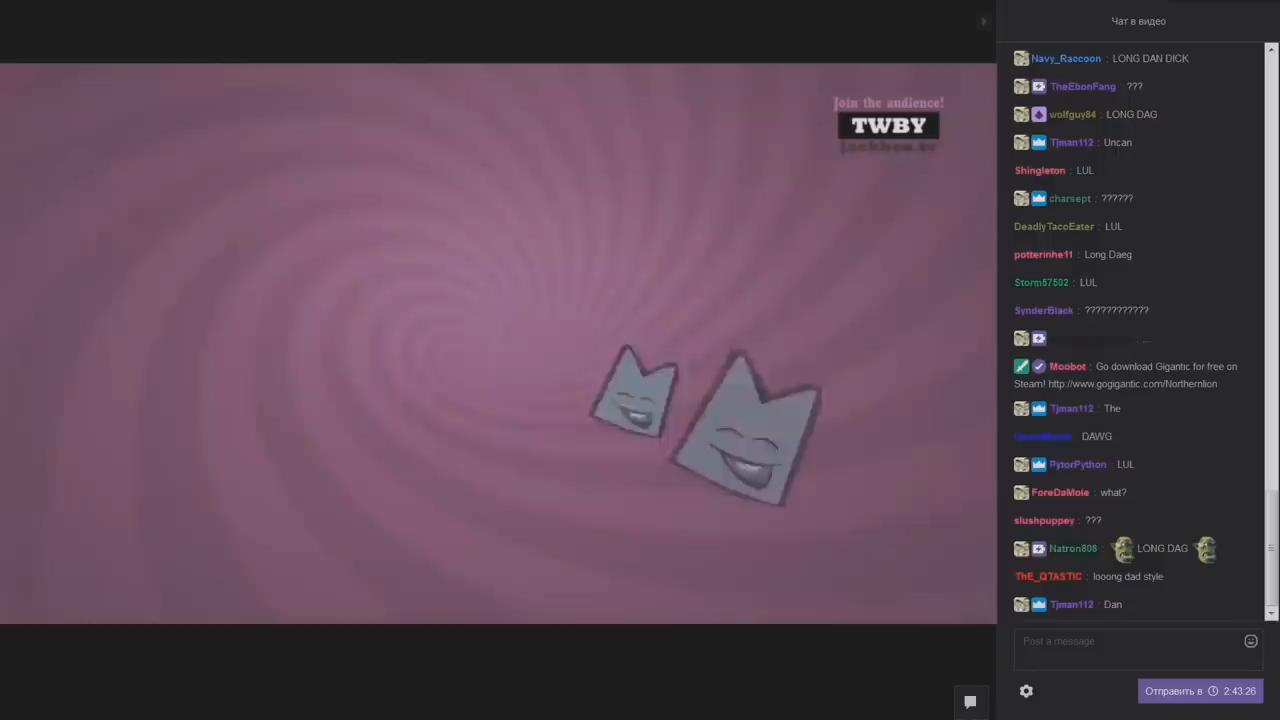 Join the audience!
TWBY
jackbox.tv
Чат в видео
Navy_Raccoon : LONG DAN DICK
TheEbonFang : ???
wolfguy84 : LONG DAG
Tjman112 : Uncan
Shingleton : LUL
charsept : ??????
DeadlyTacoEater : LUL
potterinhe11 : Long Daeg
Storm57502 : LUL
SynderBlack : ????????????
Moobot : Go download Gigantic for free on
Steam! http://www.gogigantic.com/Northernlion
Tjman112 : The
: DAWG
PytorPython : LUL
ForeDaMole : what?
slushpuppey : ???
Natron808 : LONG DAG
ThE_QTASTIC : looong dad style
Tjman112 : Dan
Post a message
Отправить в 2:43:26